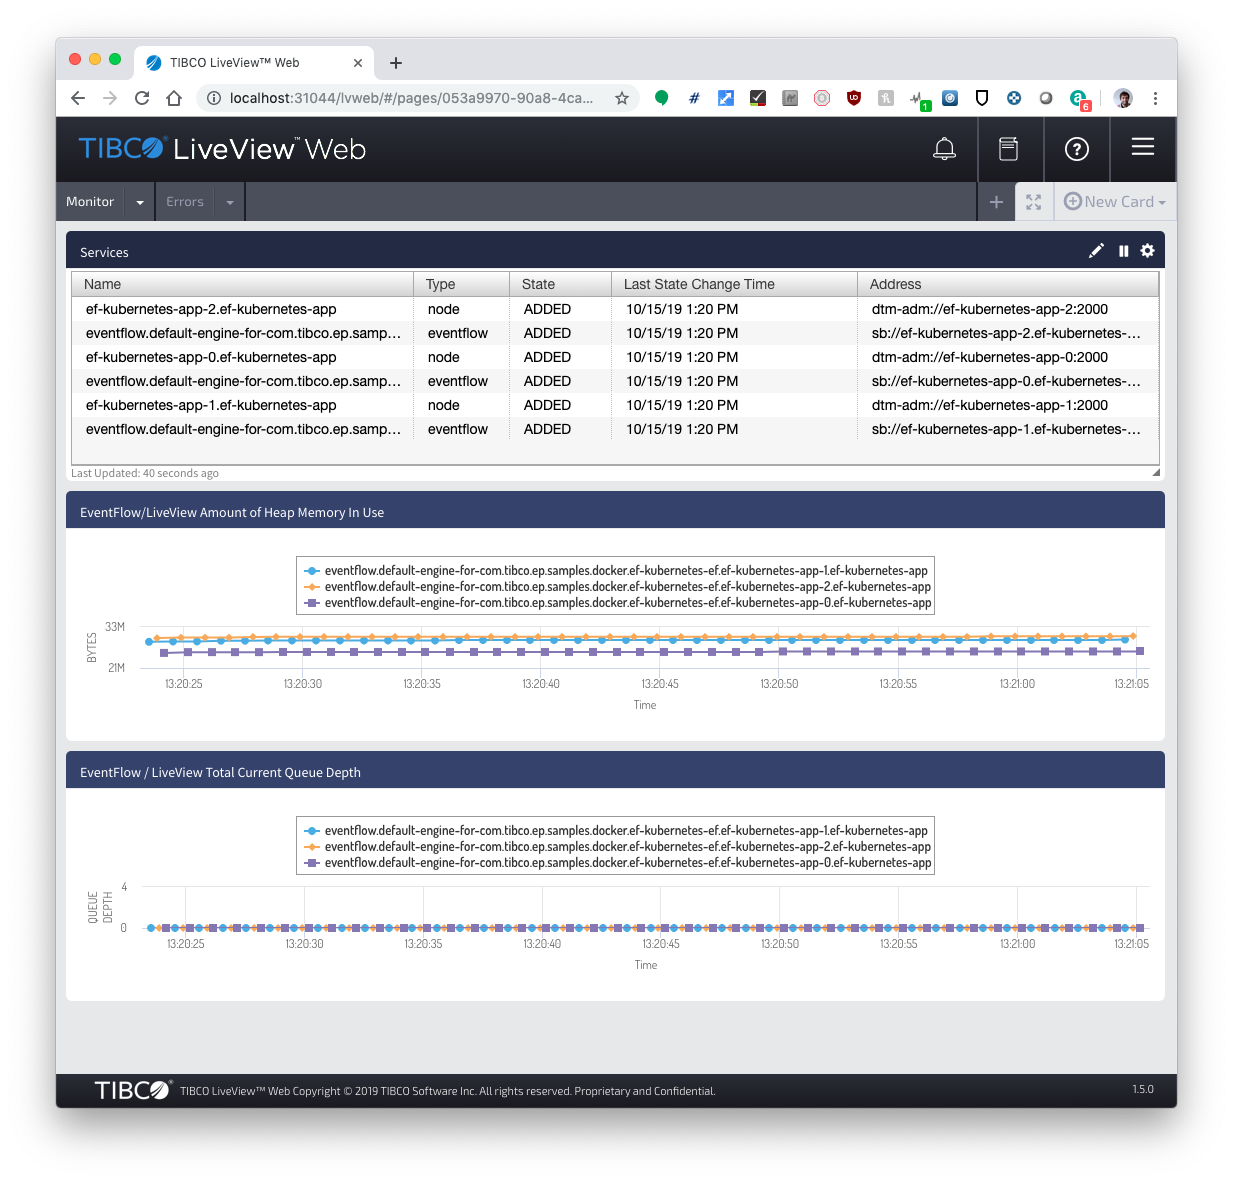 TIBCO LiveView™ Web
localhost:31044/lvweb/#/pages/053a9970-90a8-4ca...
1
6
TIBCO® LiveView™ Web
Monitor
Errors
New Card
Services
Name Type State Last State Change Time Address
ef-kubernetes-app-2.ef-kubernetes-app node ADDED 10/15/19 1:20 PM dtm-adm://ef-kubernetes-app-2:2000
eventflow.default-engine-for-com.tibco.ep.samp... eventflow ADDED 10/15/19 1:20 PM sb://ef-kubernetes-app-2.ef-kubernetes-...
ef-kubernetes-app-0.ef-kubernetes-app node ADDED 10/15/19 1:20 PM dtm-adm://ef-kubernetes-app-0:2000
eventflow.default-engine-for-com.tibco.ep.samp... eventflow ADDED 10/15/19 1:20 PM sb://ef-kubernetes-app-0.ef-kubernetes-...
ef-kubernetes-app-1.ef-kubernetes-app node ADDED 10/15/19 1:20 PM dtm-adm://ef-kubernetes-app-1:2000
eventflow.default-engine-for-com.tibco.ep.samp... eventflow ADDED 10/15/19 1:20 PM sb://ef-kubernetes-app-1.ef-kubernetes-...
Last Updated: 40 seconds ago
EventFlow/LiveView Amount of Heap Memory In Use
eventflow.default-engine-for-com.tibco.ep.samples.docker.ef-kubernetes-ef.ef-kubernetes-app-1.ef-kubernetes-app
eventflow.default-engine-for-com.tibco.ep.samples.docker.ef-kubernetes-ef.ef-kubernetes-app-2.ef-kubernetes-app
eventflow.default-engine-for-com.tibco.ep.samples.docker.ef-kubernetes-ef.ef-kubernetes-app-0.ef-kubernetes-app
BYTES
33M
21M
13:20:25 13:20:30 13:20:35 13:20:40 13:20:45 13:20:50 13:20:55 13:21:00 13:21:05
Time
EventFlow / LiveView Total Current Queue Depth
eventflow.default-engine-for-com.tibco.ep.samples.docker.ef-kubernetes-ef.ef-kubernetes-app-1.ef-kubernetes-app
eventflow.default-engine-for-com.tibco.ep.samples.docker.ef-kubernetes-ef.ef-kubernetes-app-2.ef-kubernetes-app
eventflow.default-engine-for-com.tibco.ep.samples.docker.ef-kubernetes-ef.ef-kubernetes-app-0.ef-kubernetes-app
QUEUE
DEPTH
4
0
13:20:25 13:20:30 13:20:35 13:20:40 13:20:45 13:20:50 13:20:55 13:21:00 13:21:05
Time
TIBCO® TIBCO LiveView™ Web Copyright © 2019 TIBCO Software Inc. All rights reserved. Proprietary and Confidential. 1.5.0